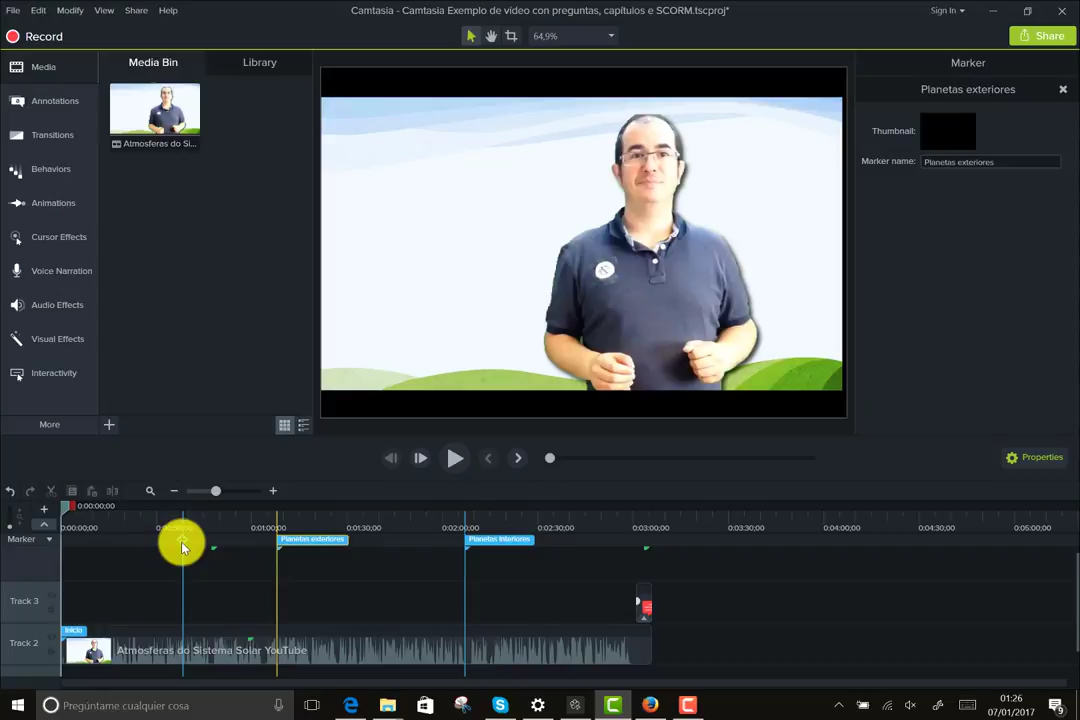 File Edit View Modify Share Help
Camtasia - Camtasia Exemplo de vídeo con preguntas, capítulos e SCORM.tscproj*
Sign In
Record
64,9%
Share
Media
Annotations
Transitions
Behaviors
Animations
Cursor Effects
Voice Narration
Audio Effects
Visual Effects
Interactivity
More
Media Bin
Library
Atmosferas do Si...
Marker
Planetas exteriores
Thumbnail:
Marker name: Planetas exteriores
Properties
0:00:00;00
0:00:00;00 0:01:00;00 0:01:30;00 0:02:00;00 0:02:30;00 0:03:00;00 0:03:30;00 0:04:00;00 0:04:30;00 0:05:00;00
Marker
Planetas exteriores
Planetas Interiores
Track 3
Inicio
Track 2
Atmosferas do Sistema Solar YouTube
Pregúntame cualquier cosa
01:26
07/01/2017